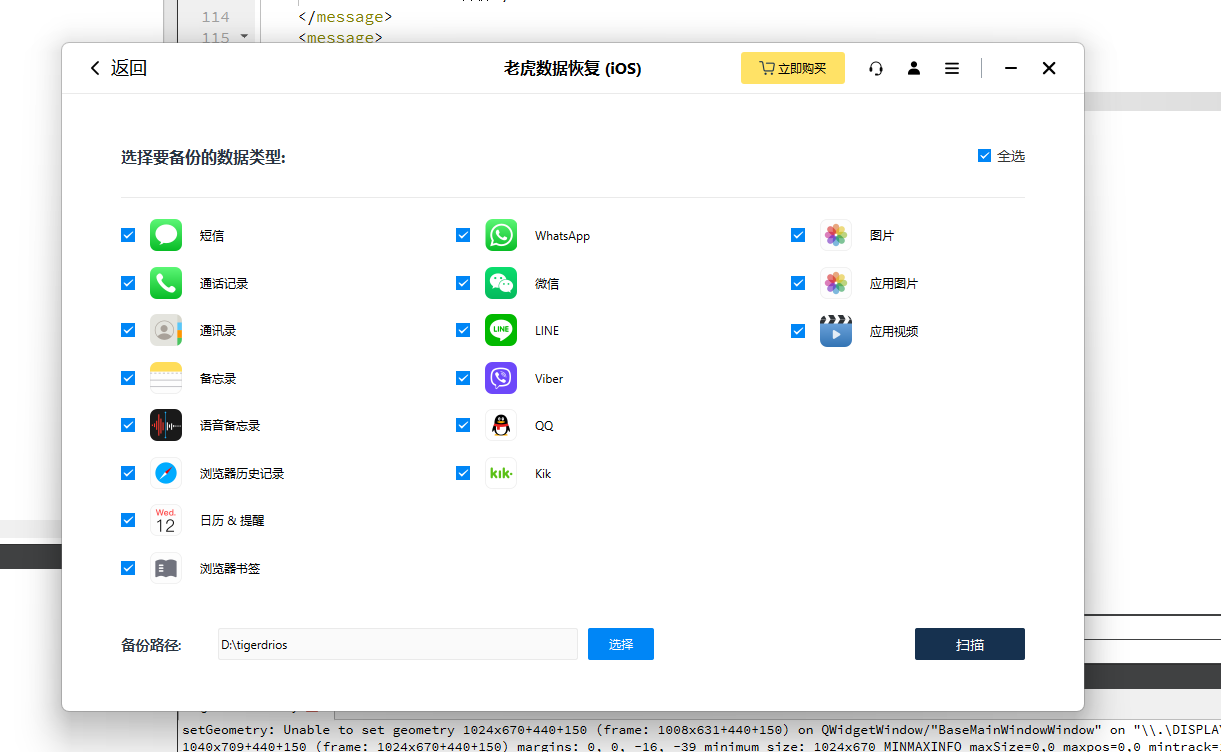 114
</message>
115
<message>
返回
老虎数据恢复 (iOS)
立即购买
选择要备份的数据类型:
全选
短信
WhatsApp
图片
通话记录
微信
应用图片
通讯录
LINE
LINE
应用视频
备忘录
Viber
语音备忘录
QQ
浏览器历史记录
kik·
Kik
Wed.
12
日历 & 提醒
浏览器书签
备份路径:
D:\tigerdrios
选择
扫描
setGeometry: Unable to set geometry 1024x670+440+150 (frame: 1008x631+440+150) on QWidgetWindow/"BaseMainWindowWindow" on "\\.\DISPLA
1040x709+440+150 (frame: 1024x670+440+150) margins: 0, 0, -16, -39 minimum size: 1024x670 MINMAXINFO maxSize=0,0 maxpos=0,0 mintrack